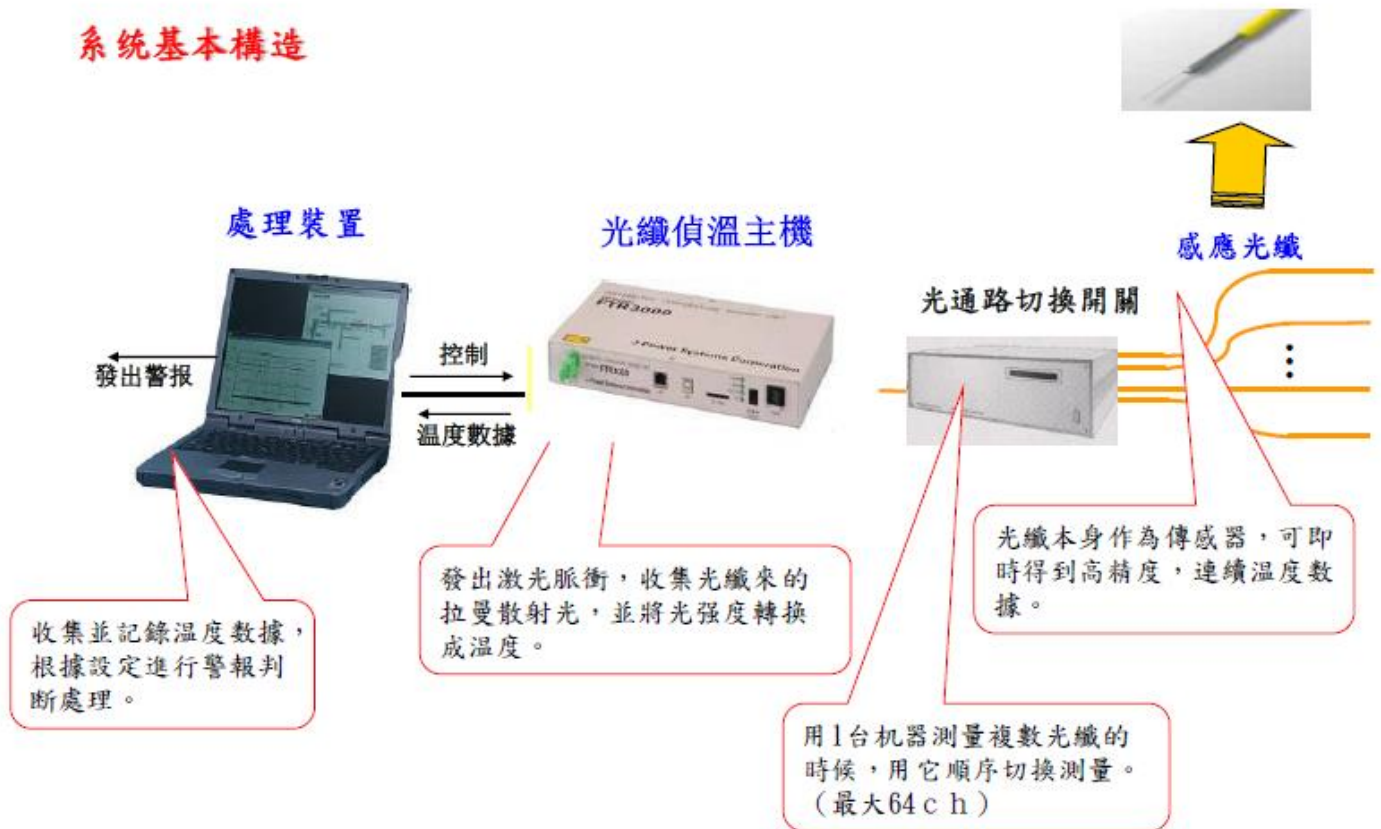 系统基本構造
處理裝置
光纖偵溫主機
感應光纖
光通路切換開關
發出警报
控制
温度數據
FTR3000
J-Power Systems Corporation
FTR3000
收集並記錄溫度數據，
根據設定進行警報判
断處理。
發出激光脈衝，收集光纖來的
拉曼散射光，並將光强度轉換
成溫度。
光纖本身作為傳感器，可即
時得到高精度，連續溫度數
據。
用1台机器測量複數光纖的
時候，用它順序切換測量。
（最大64ｃｈ）